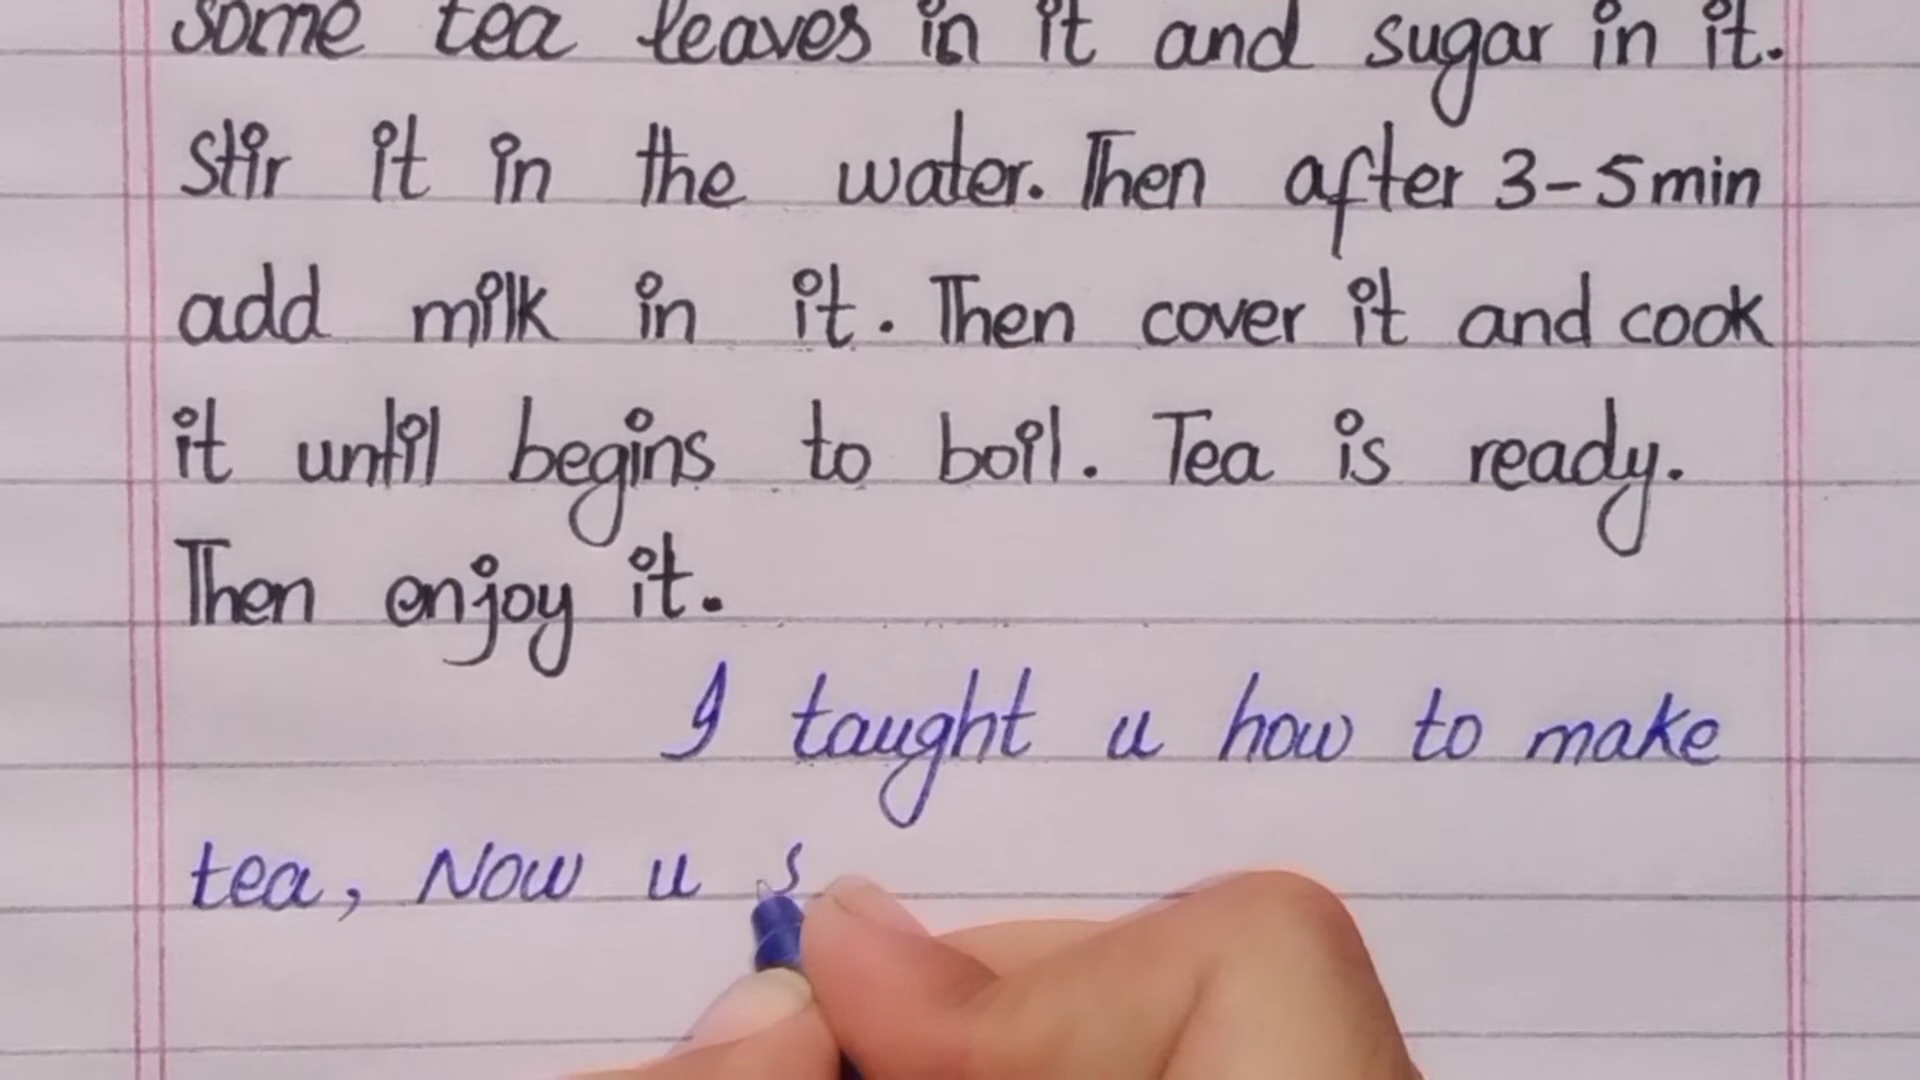 some tea leaves in it and sugar in it.
Stir it in the water. Then after 3-5min
add milk in it. Then cover it and cook
it until begins to boil. Tea is ready.
Then enjoy it.
I taught u how to make
tea, Now u s